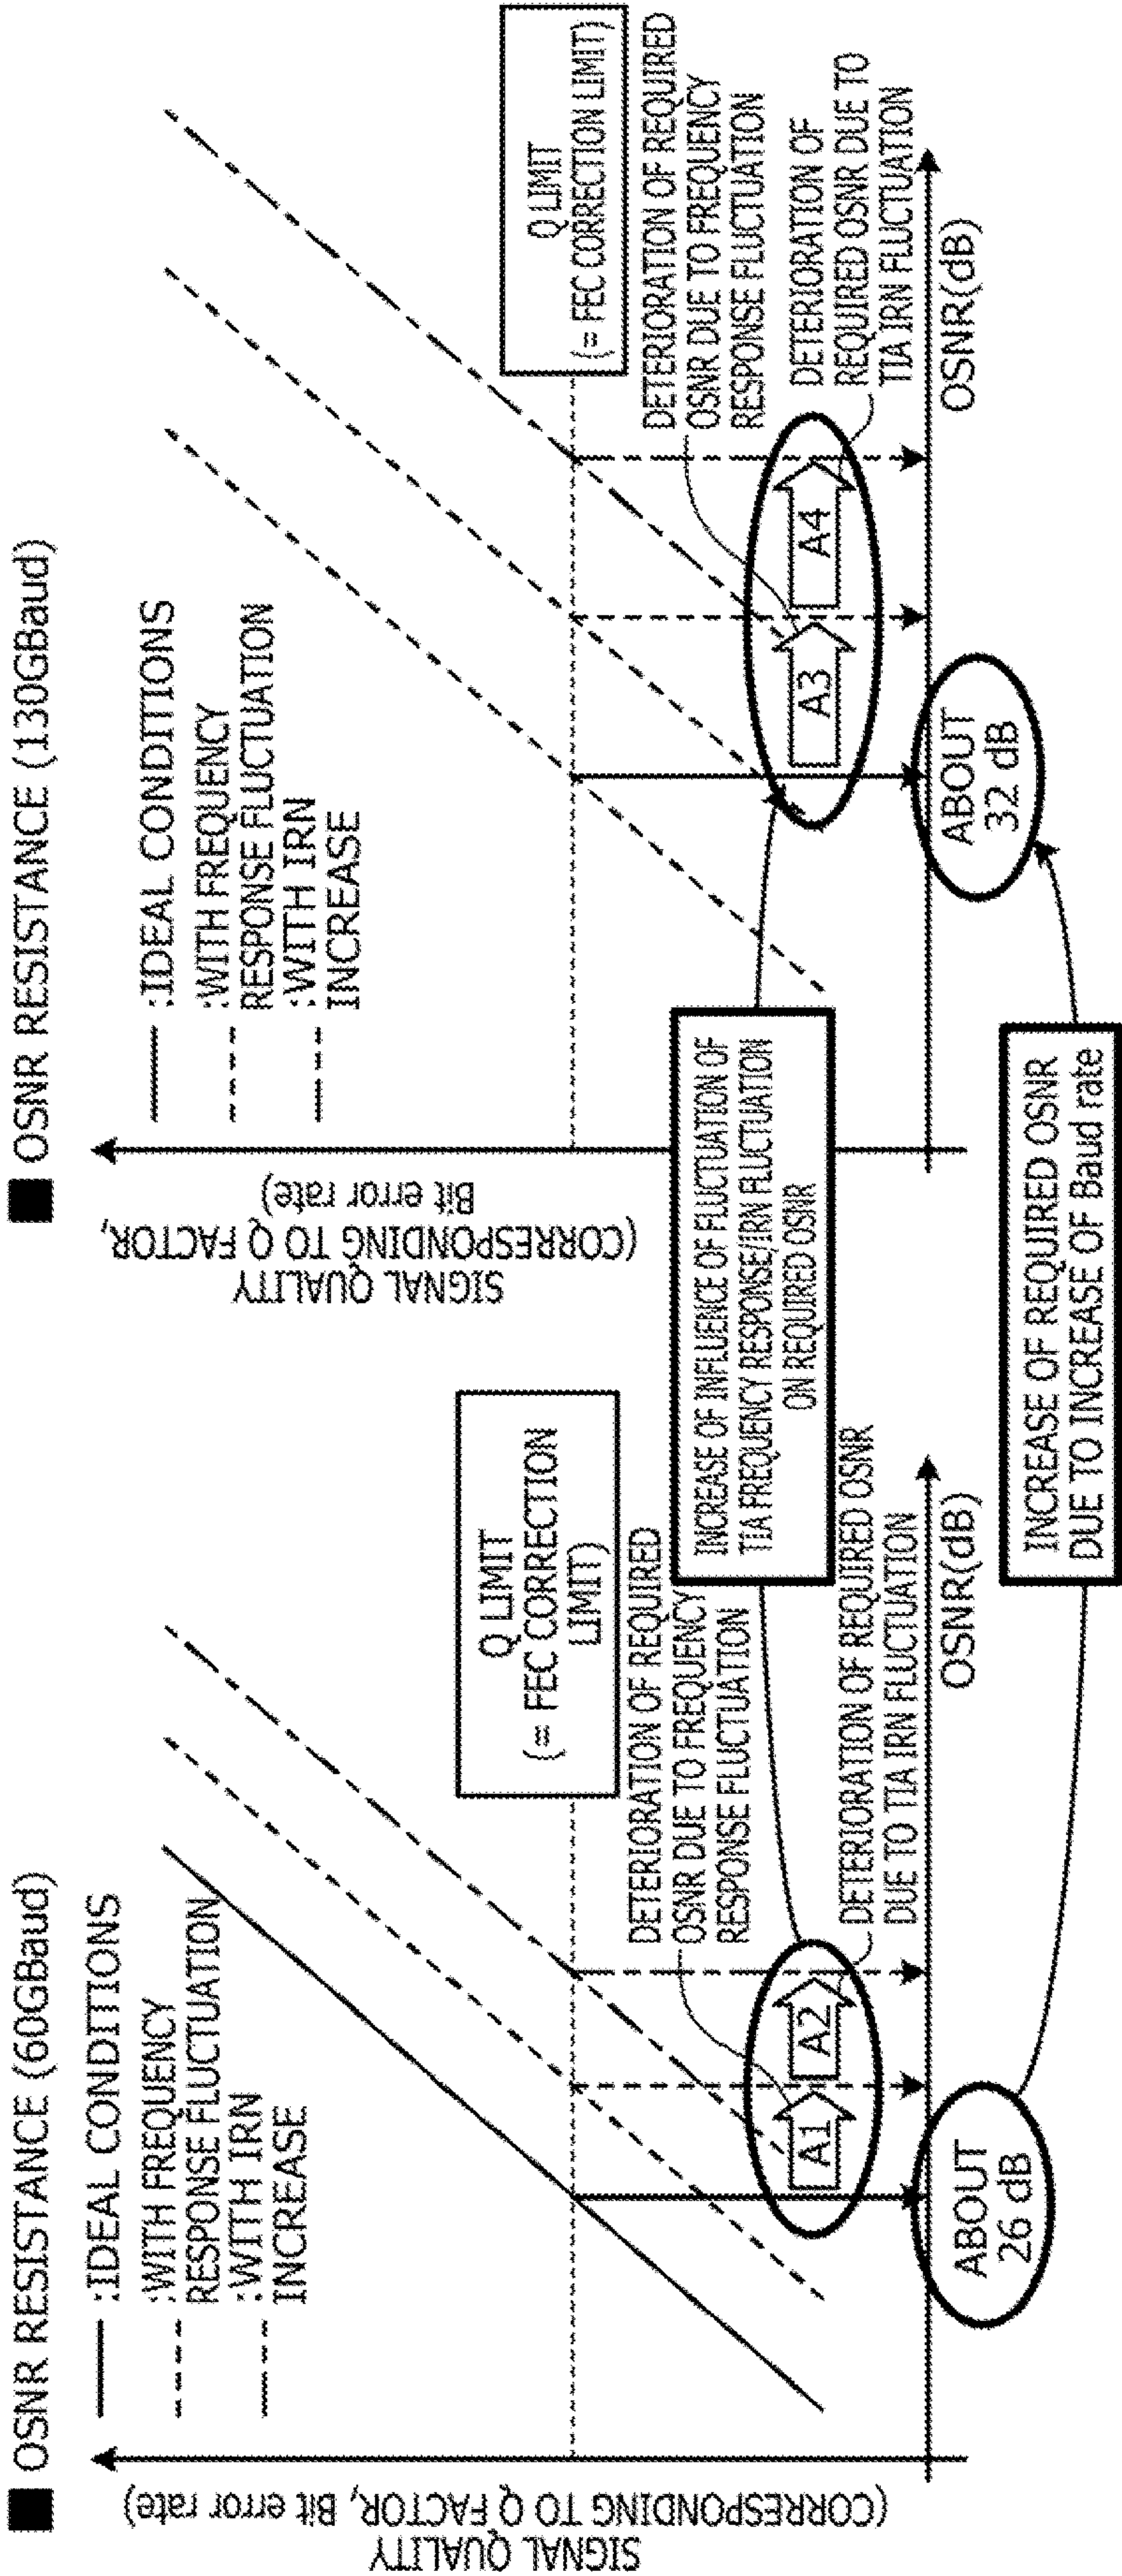 ■ OSNR RESISTANCE (60GBaud)
:IDEAL CONDITIONS
:WITH FREQUENCY
RESPONSE FLUCTUATION
:WITH IRN
INCREASE
SIGNAL QUALITY
(CORRESPONDING TO Q FACTOR, Bit error rate)
Q LIMIT
(= FEC CORRECTION
LIMIT)
DETERIORATION OF REQUIRED
OSNR DUE TO FREQUENCY
RESPONSE FLUCTUATION
A1
A2
DETERIORATION OF REQUIRED OSNR
DUE TO TIA IRN FLUCTUATION
OSNR(dB)
ABOUT
26 dB
INCREASE OF INFLUENCE OF FLUCTUATION OF
TIA FREQUENCY RESPONSE/IRN FLUCTUATION
ON REQUIRED OSNR
INCREASE OF REQUIRED OSNR
DUE TO INCREASE OF Baud rate
■ OSNR RESISTANCE (130GBaud)
:IDEAL CONDITIONS
:WITH FREQUENCY
RESPONSE FLUCTUATION
:WITH IRN
INCREASE
SIGNAL QUALITY
(CORRESPONDING TO Q FACTOR,
Bit error rate)
Q LIMIT
(= FEC CORRECTION LIMIT)
DETERIORATION OF REQUIRED
OSNR DUE TO FREQUENCY
RESPONSE FLUCTUATION
A3
A4
DETERIORATION OF
REQUIRED OSNR DUE TO
TIA IRN FLUCTUATION
OSNR(dB)
ABOUT
32 dB